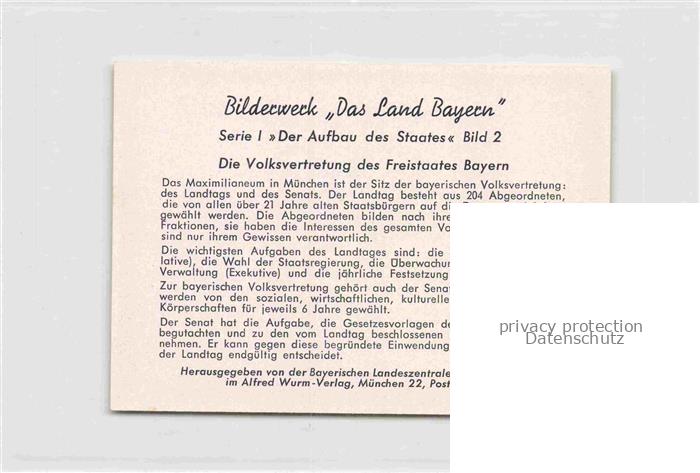 Bilderwerk „Das Land Bayern"
Serie I »Der Aufbau des Staates« Bild 2
Die Volksvertretung des Freistaates Bayern
Das Maximilianeum in München ist der Sitz der bayerischen Volksvertretung:
des Landtags und des Senats. Der Landtag besteht aus 204 Abgeordneten,
die von allen über 21 Jahre alten Staatsbürgern auf die
gewählt werden. Die Abgeordneten bilden nach ihre
Fraktionen, sie haben die Interessen des gesamten Vo
sind nur ihrem Gewissen verantwortlich.
Die wichtigsten Aufgaben des Landtages sind: die
lative), die Wahl der Staatsregierung, die Überwachun
Verwaltung (Exekutive) und die jährliche Festsetzung
Zur bayerischen Volksvertretung gehört auch der Senat
werden von den sozialen, wirtschaftlichen, kulturelle
Körperschaften für jeweils 6 Jahre gewählt.
Der Senat hat die Aufgabe, die Gesetzesvorlagen de
begutachten und zu den vom Landtag beschlossenen
nehmen. Er kann gegen diese begründete Einwendung
der Landtag endgültig entscheidet.
Herausgegeben von der Bayerischen Landeszentrale
im Alfred Wurm-Verlag, München 22, Post
privacy protection
Datenschutz